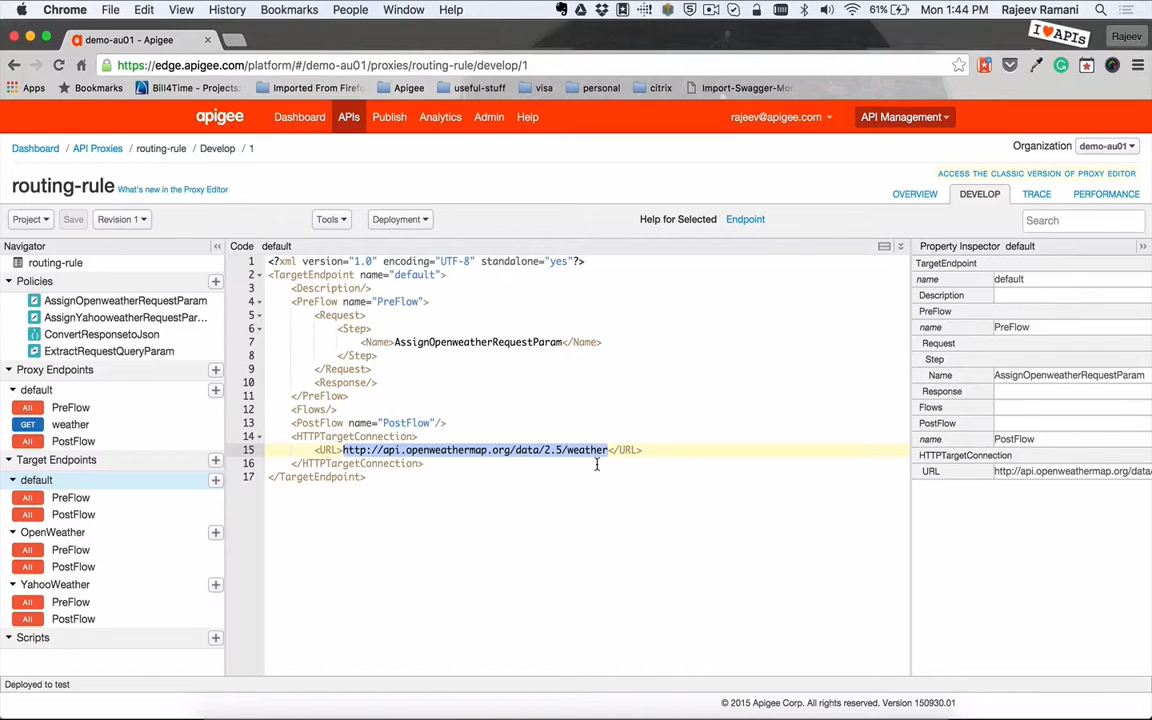 Chrome File Edit View History Bookmarks People Window Help 61% Mon 1:44 PM Rajeev Ramani
demo-au01 - Apigee
I APIs
Rajeev
https://edge.apigee.com/platform/#/demo-au01/proxies/routing-rule/develop/1
Apps Bookmarks Bill4Time - Projects: Imported From Firefo Apigee useful-stuff visa personal citrix Import-Swagger-Mo
apigee Dashboard APIs Publish Analytics Admin Help rajeev@apigee.com API Management
Dashboard / API Proxies / routing-rule / Develop / 1
Organization demo-au01
ACCESS THE CLASSIC VERSION OF PROXY EDITOR
routing-rule What's new in the Proxy Editor
OVERVIEW DEVELOP TRACE PERFORMANCE
Project Save Revision 1 Tools Deployment Help for Selected Endpoint Search
Navigator
routing-rule
Policies
AssignOpenweatherRequestParam
AssignYahooweatherRequestPar...
ConvertResponsetoJson
ExtractRequestQueryParam
Proxy Endpoints
default
All PreFlow
GET weather
All PostFlow
Target Endpoints
default
All PreFlow
All PostFlow
OpenWeather
All PreFlow
All PostFlow
YahooWeather
All PreFlow
All PostFlow
Scripts
Code default
1 <?xml version="1.0" encoding="UTF-8" standalone="yes"?>
2 <TargetEndpoint name="default">
3 <Description/>
4 <PreFlow name="PreFlow">
5 <Request>
6 <Step>
7 <Name>AssignOpenweatherRequestParam</Name>
8 </Step>
9 </Request>
10 <Response/>
11 </PreFlow>
12 <Flows/>
13 <PostFlow name="PostFlow"/>
14 <HTTPTargetConnection>
15 <URL>http://api.openweathermap.org/data/2.5/weather</URL>
16 </HTTPTargetConnection>
17 </TargetEndpoint>
Property Inspector default
TargetEndpoint
name default
Description
PreFlow
name PreFlow
Request
Step
Name AssignOpenweatherRequestParam
Response
Flows
PostFlow
name PostFlow
HTTPTargetConnection
URL http://api.openweathermap.org/data
Deployed to test
© 2015 Apigee Corp. All rights reserved. Version 150930.01